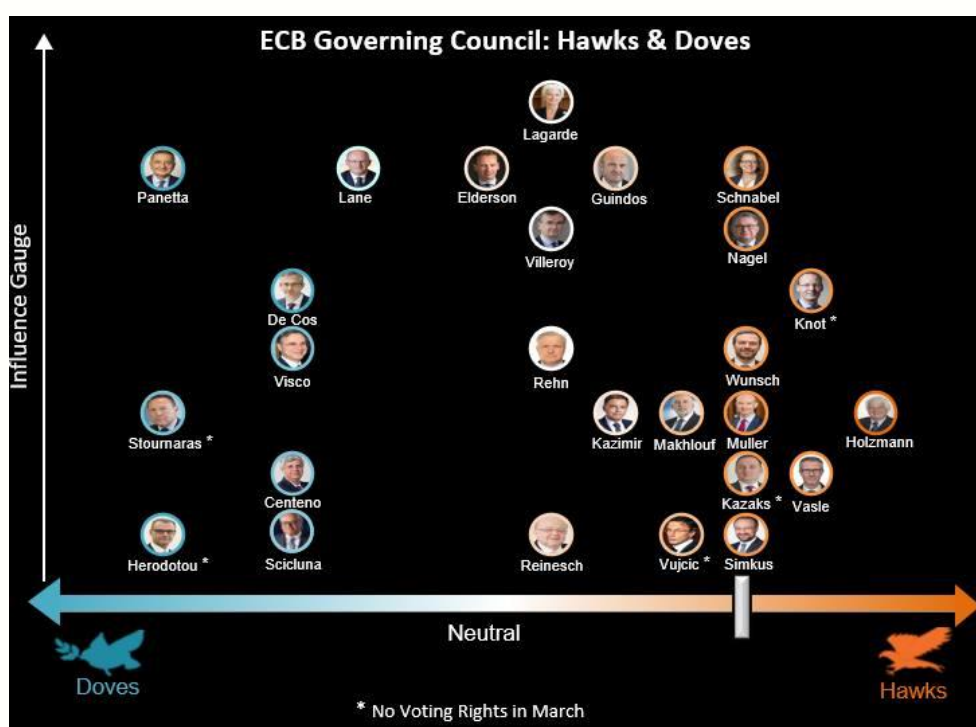 ECB Governing Council: Hawks & Doves
Influence Gauge
Lagarde
Panetta Lane Elderson Guindos Schnabel
Villeroy Nagel
De Cos Knot *
Visco Rehn Wunsch
Stournaras * Kazimir Makhlouf Muller Holzmann
Centeno Kazaks * Vasle
Herodotou * Scicluna Reinesch Vujcic * Simkus
Neutral
Doves Hawks
* No Voting Rights in March